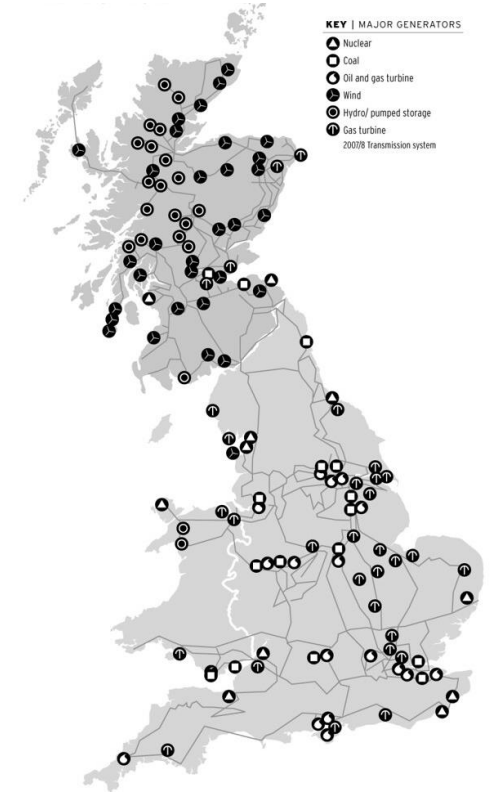 KEY | MAJOR GENERATORS
Nuclear
Coal
Oil and gas turbine
Wind
Hydro/ pumped storage
Gas turbine
2007/8 Transmission system